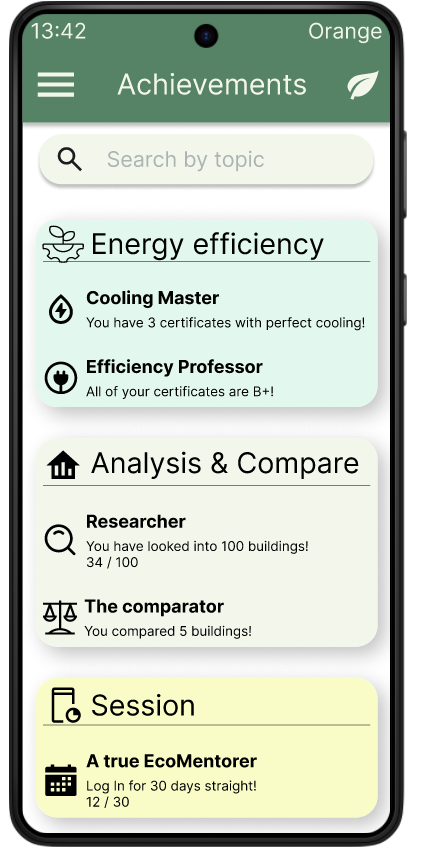 13:42 Orange
Achievements
Search by topic
Energy efficiency
Cooling Master
You have 3 certificates with perfect cooling!
Efficiency Professor
All of your certificates are B+!
Analysis & Compare
Researcher
You have looked into 100 buildings!
34 / 100
The comparator
You compared 5 buildings!
Session
A true EcoMentorer
Log In for 30 days straight!
12 / 30